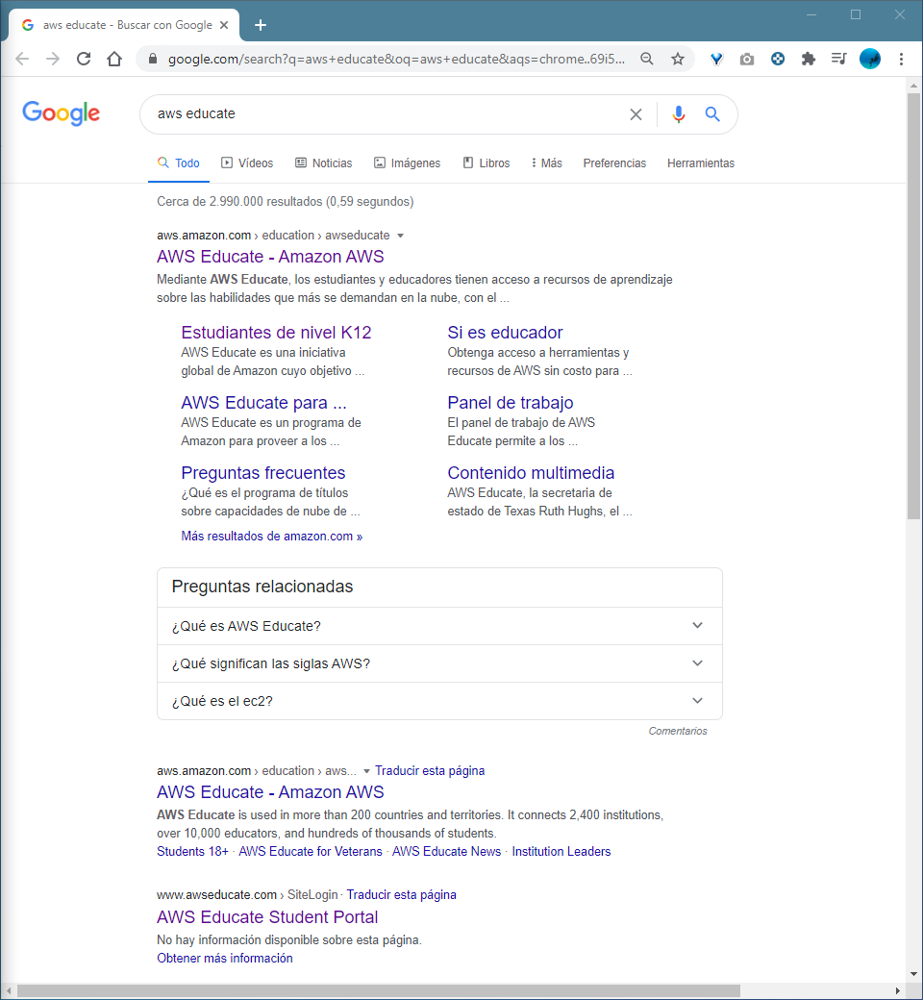 aws educate - Buscar con Google
google.com/search?q=aws+educate&oq=aws+educate&aqs=chrome..69i5...
Google
aws educate
Todo Vídeos Noticias Imágenes Libros Más Preferencias Herramientas
Cerca de 2.990.000 resultados (0,59 segundos)
aws.amazon.com › education › awseducate
AWS Educate - Amazon AWS
Mediante AWS Educate, los estudiantes y educadores tienen acceso a recursos de aprendizaje
sobre las habilidades que más se demandan en la nube, con el ...
Estudiantes de nivel K12
AWS Educate es una iniciativa
global de Amazon cuyo objetivo ...
Si es educador
Obtenga acceso a herramientas y
recursos de AWS sin costo para ...
AWS Educate para ...
AWS Educate es un programa de
Amazon para proveer a los ...
Panel de trabajo
El panel de trabajo de AWS
Educate permite a los ...
Preguntas frecuentes
¿Qué es el programa de títulos
sobre capacidades de nube de ...
Contenido multimedia
AWS Educate, la secretaria de
estado de Texas Ruth Hughs, el ...
Más resultados de amazon.com »
Preguntas relacionadas
¿Qué es AWS Educate?
¿Qué significan las siglas AWS?
¿Qué es el ec2?
Comentarios
aws.amazon.com › education › aws... Traducir esta página
AWS Educate - Amazon AWS
AWS Educate is used in more than 200 countries and territories. It connects 2,400 institutions,
over 10,000 educators, and hundreds of thousands of students.
Students 18+ · AWS Educate for Veterans · AWS Educate News · Institution Leaders
www.awseducate.com › SiteLogin · Traducir esta página
AWS Educate Student Portal
No hay información disponible sobre esta página.
Obtener más información